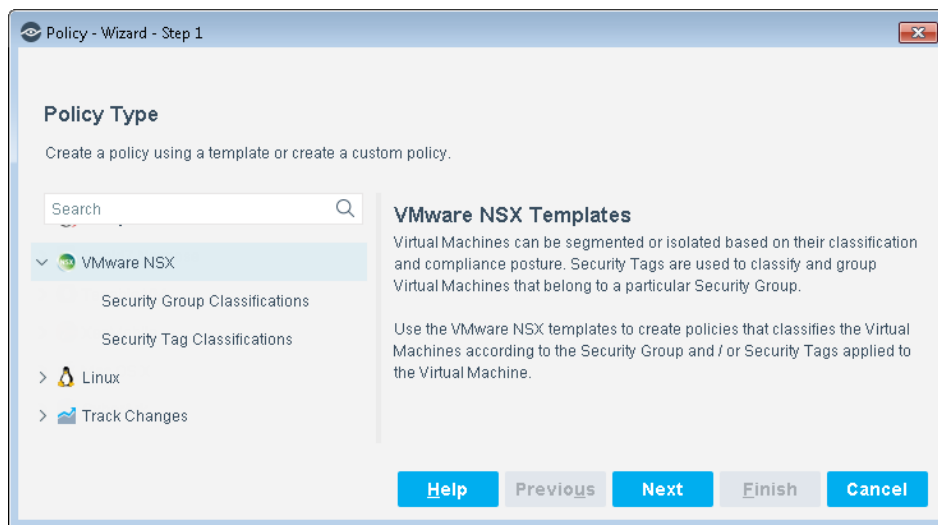 Policy - Wizard - Step 1
Policy Type
Create a policy using a template or create a custom policy.
Search
VMware NSX
Security Group Classifications
Security Tag Classifications
Linux
Track Changes
VMware NSX Templates
Virtual Machines can be segmented or isolated based on their classification
and compliance posture. Security Tags are used to classify and group
Virtual Machines that belong to a particular Security Group.
Use the VMware NSX templates to create policies that classifies the Virtual
Machines according to the Security Group and / or Security Tags applied to
the Virtual Machine.
Help
Previous
Next
Finish
Cancel